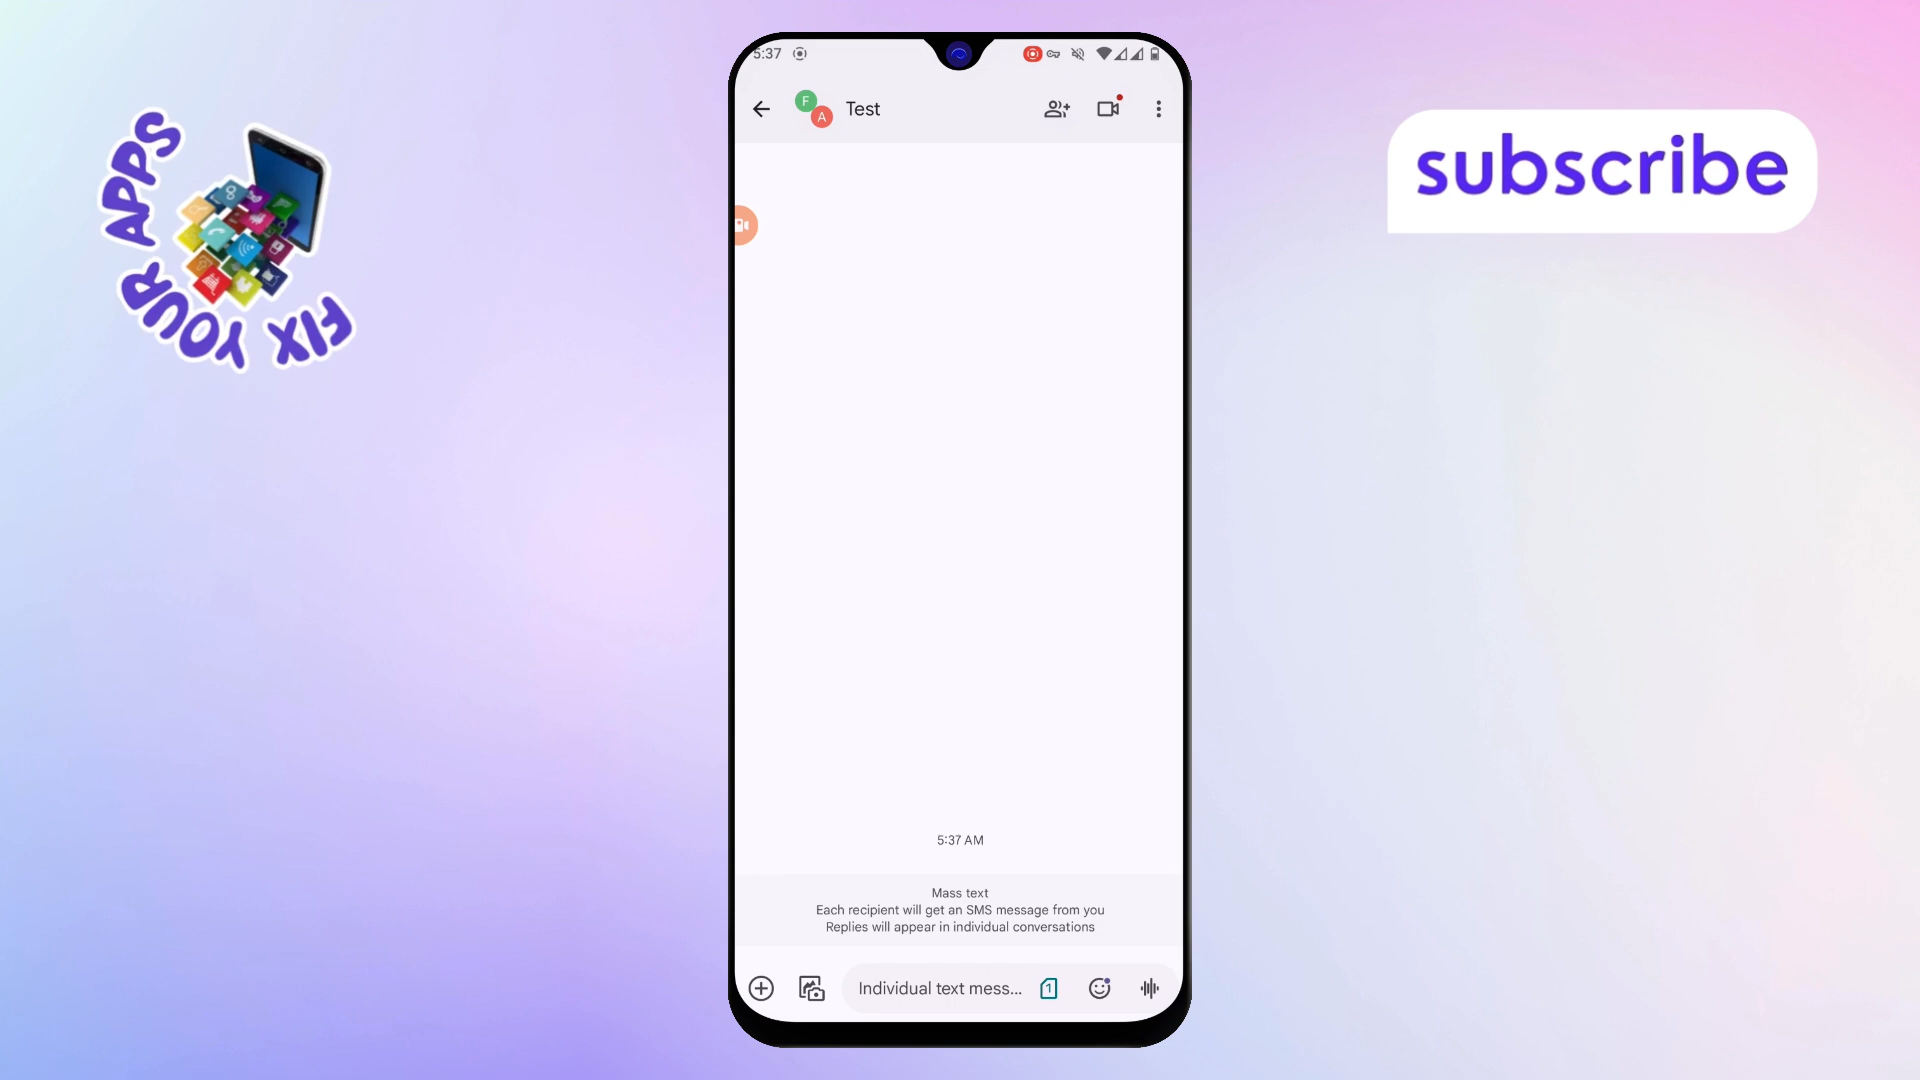 FIX YOUR APPS
subscribe
5:37
F
A
Test
5:37 AM
Mass text
Each recipient will get an SMS message from you
Replies will appear in individual conversations
Individual text mess...
1